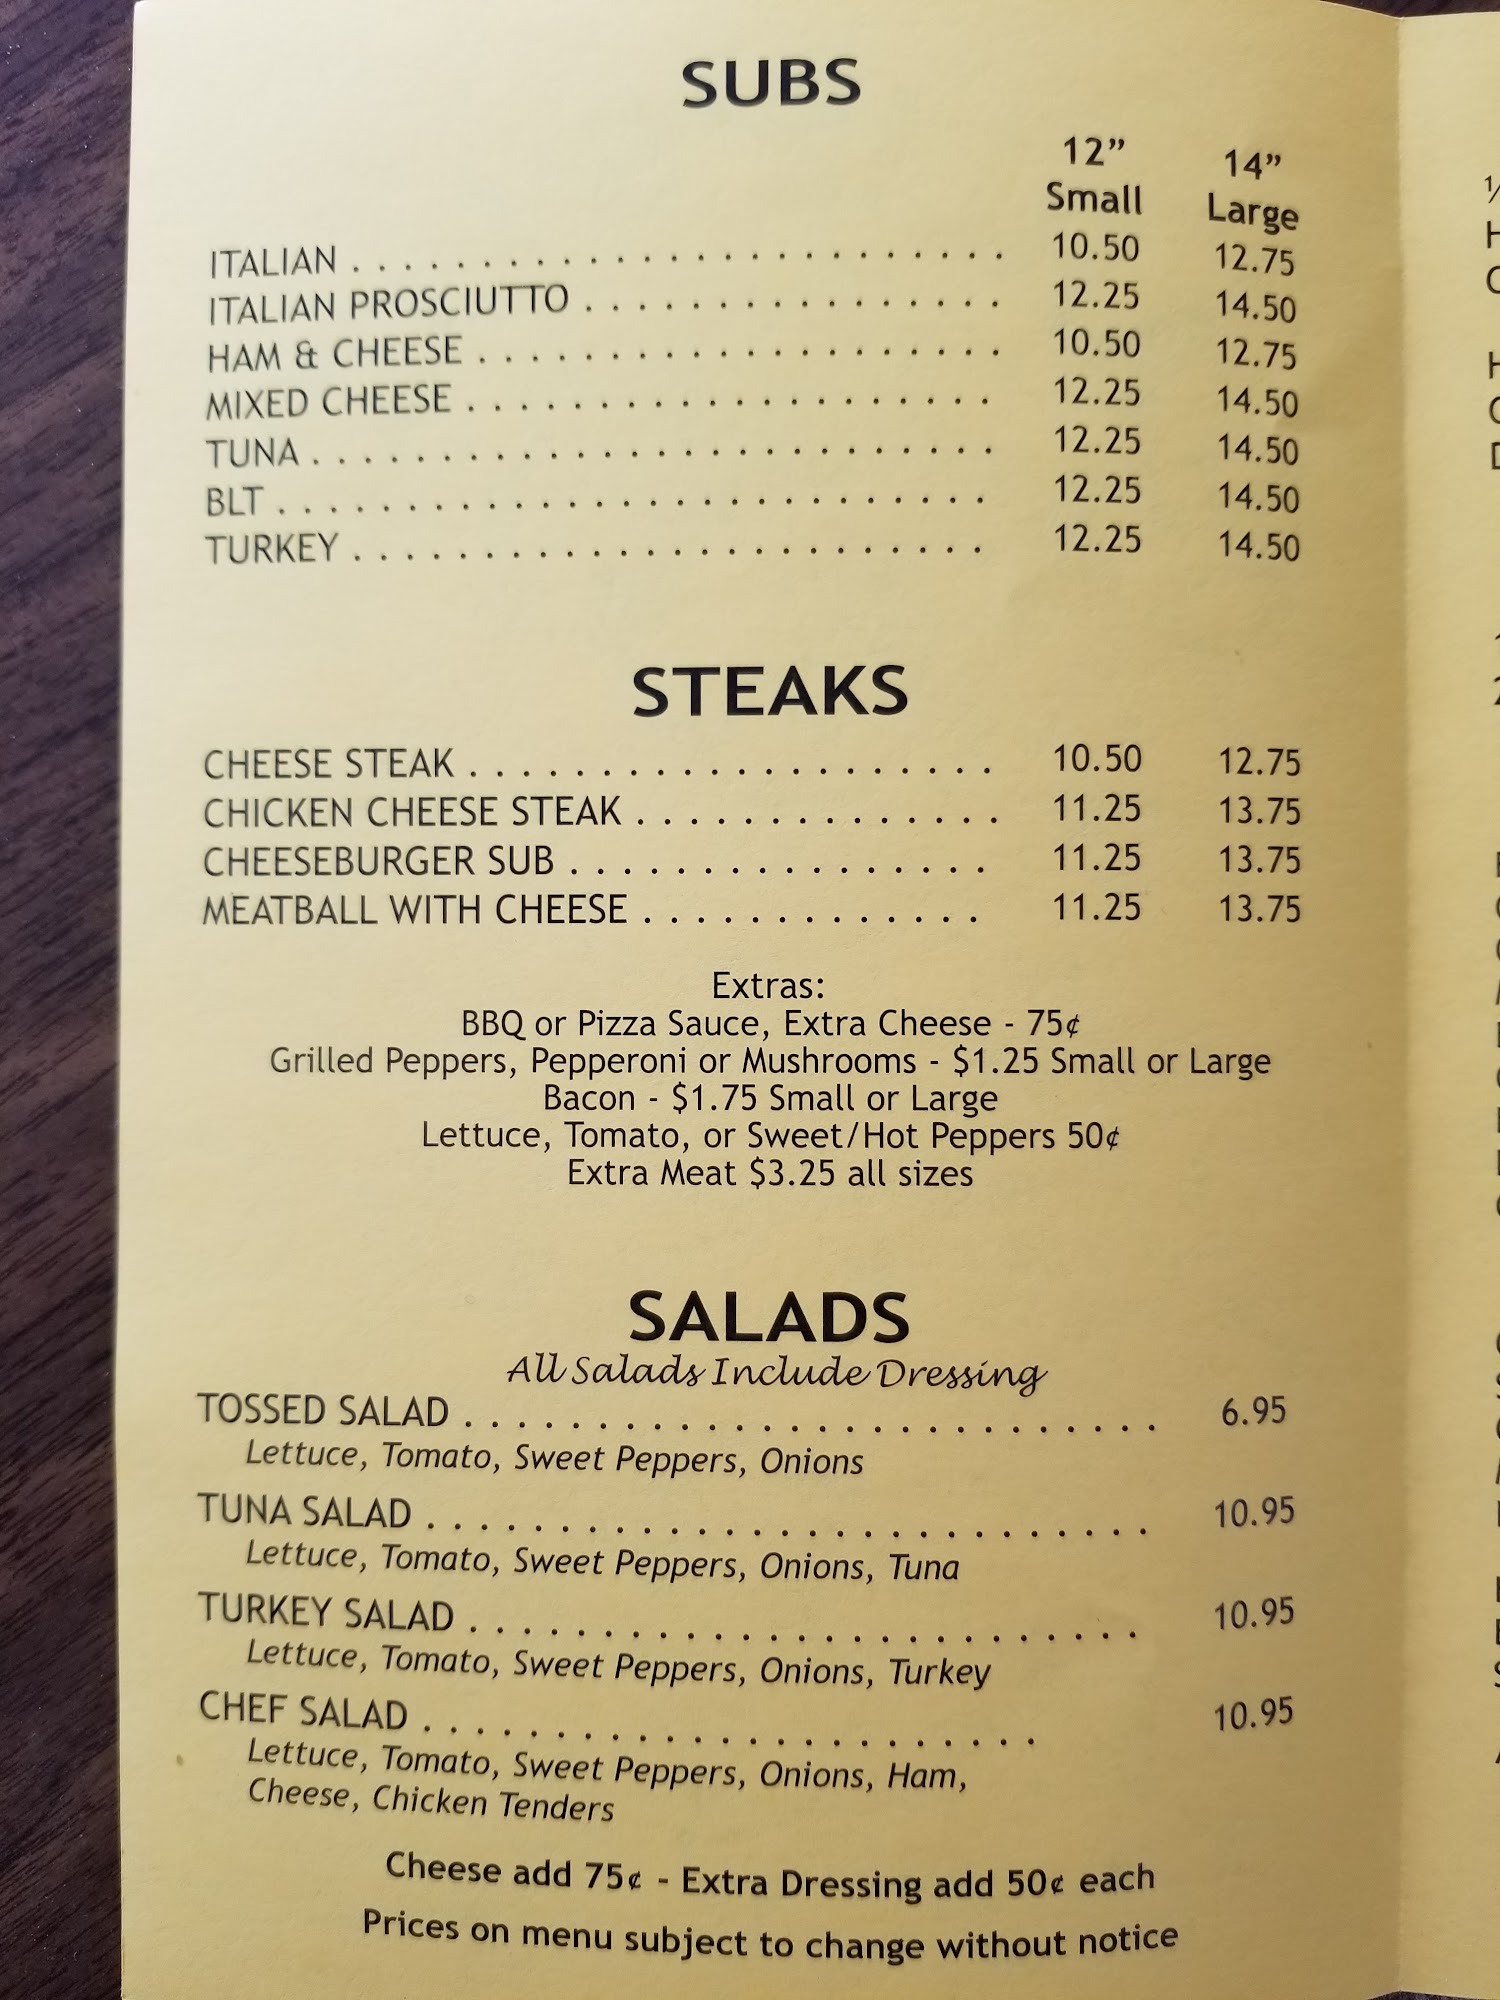 SUBS
12” 14”
Small Large
ITALIAN . . . . . . . . . . . . . . . . . . . . . . . . . 10.50 12.75
ITALIAN PROSCIUTTO . . . . . . . . . . . . . . . . 12.25 14.50
HAM & CHEESE . . . . . . . . . . . . . . . . . . . . 10.50 12.75
MIXED CHEESE . . . . . . . . . . . . . . . . . . . . 12.25 14.50
TUNA . . . . . . . . . . . . . . . . . . . . . . . . . . 12.25 14.50
BLT . . . . . . . . . . . . . . . . . . . . . . . . . . . 12.25 14.50
TURKEY . . . . . . . . . . . . . . . . . . . . . . . . 12.25 14.50
STEAKS
CHEESE STEAK . . . . . . . . . . . . . . . . . . . . 10.50 12.75
CHICKEN CHEESE STEAK . . . . . . . . . . . . . . 11.25 13.75
CHEESEBURGER SUB . . . . . . . . . . . . . . . . 11.25 13.75
MEATBALL WITH CHEESE . . . . . . . . . . . . . 11.25 13.75
Extras:
BBQ or Pizza Sauce, Extra Cheese - 75¢
Grilled Peppers, Pepperoni or Mushrooms - $1.25 Small or Large
Bacon - $1.75 Small or Large
Lettuce, Tomato, or Sweet/Hot Peppers 50¢
Extra Meat $3.25 all sizes
SALADS
All Salads Include Dressing
TOSSED SALAD . . . . . . . . . . . . . . . . . . . . . . . . . . 6.95
Lettuce, Tomato, Sweet Peppers, Onions
TUNA SALAD . . . . . . . . . . . . . . . . . . . . . . . . . . . 10.95
Lettuce, Tomato, Sweet Peppers, Onions, Tuna
TURKEY SALAD . . . . . . . . . . . . . . . . . . . . . . . . . 10.95
Lettuce, Tomato, Sweet Peppers, Onions, Turkey
CHEF SALAD . . . . . . . . . . . . . . . . . . . . . . . 10.95
Lettuce, Tomato, Sweet Peppers, Onions, Ham,
Cheese, Chicken Tenders
Cheese add 75¢ - Extra Dressing add 50¢ each
Prices on menu subject to change without notice